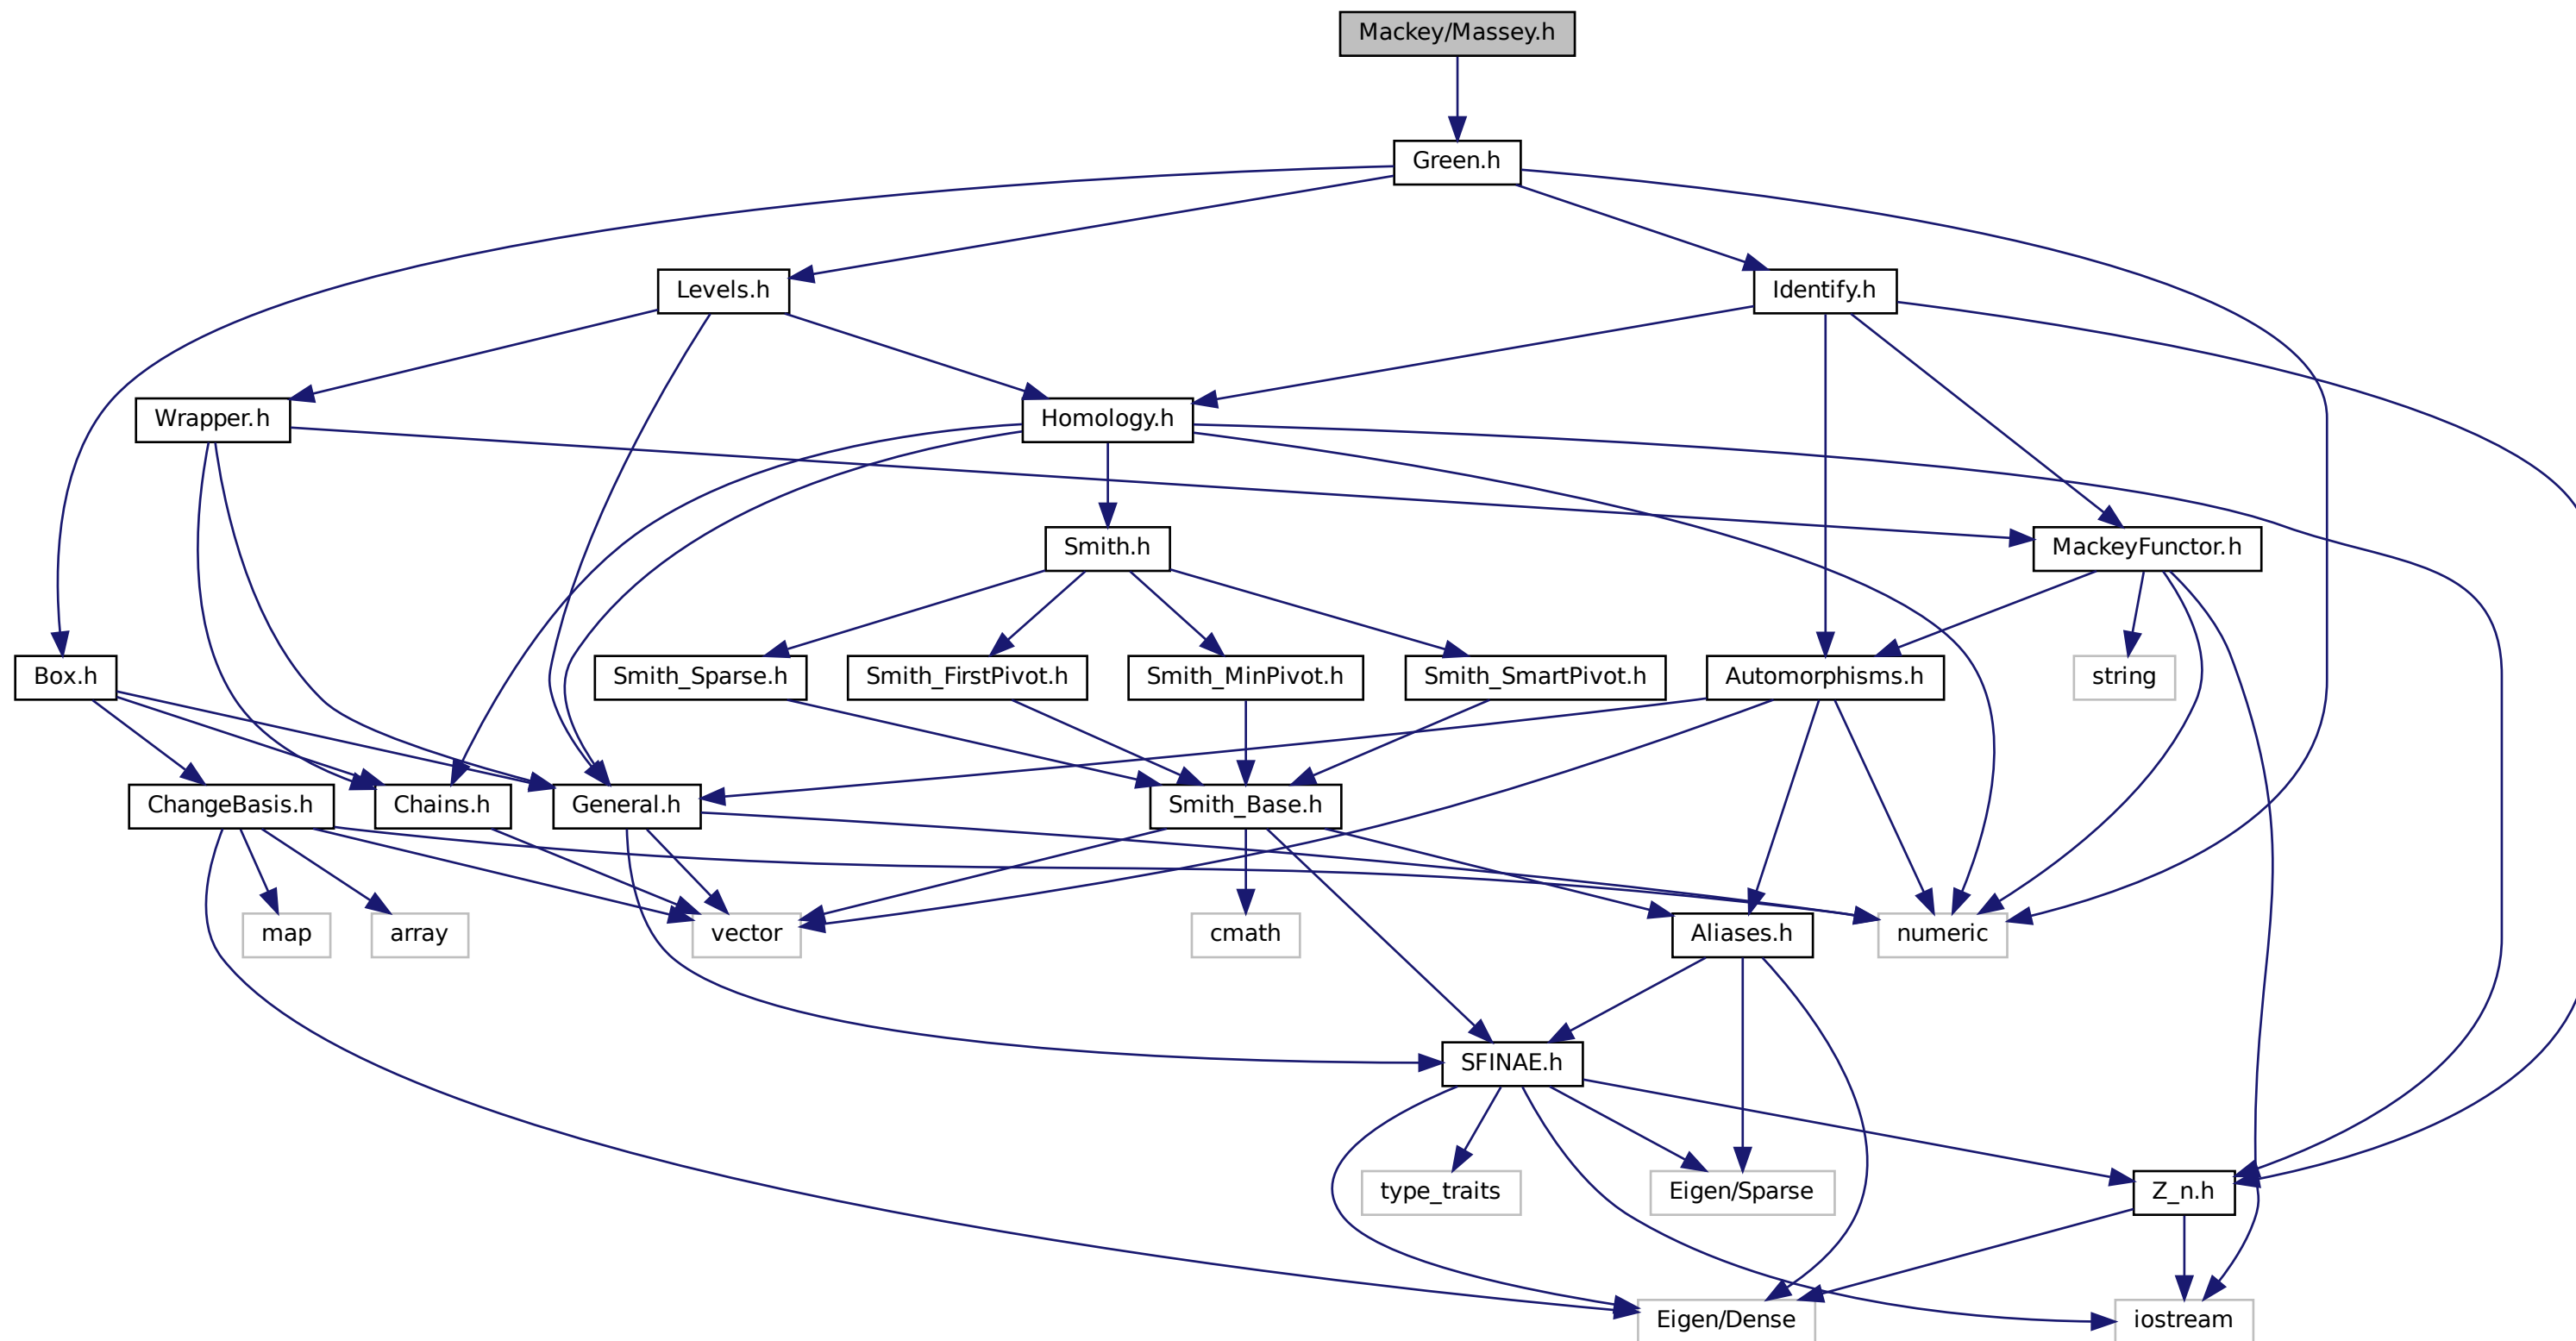 Mackey/Massey.h
Green.h
Levels.h
Identify.h
Wrapper.h
Homology.h
Smith.h
MackeyFunctor.h
Box.h
Smith_Sparse.h
Smith_FirstPivot.h
Smith_MinPivot.h
Smith_SmartPivot.h
Automorphisms.h
string
ChangeBasis.h
Chains.h
General.h
Smith_Base.h
map
array
vector
cmath
Aliases.h
numeric
SFINAE.h
type_traits
Eigen/Sparse
Z_n.h
Eigen/Dense
iostream